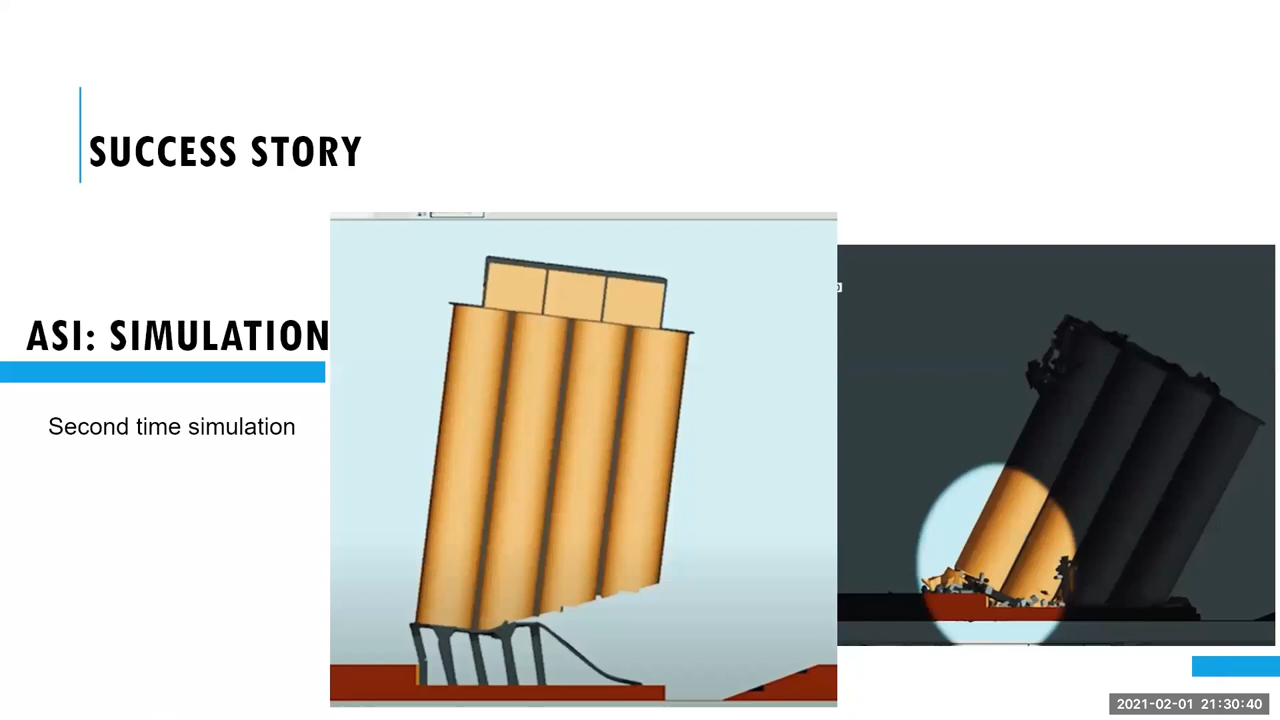 SUCCESS STORY
ASI: SIMULATION
Second time simulation
2021-02-01 21:30:40